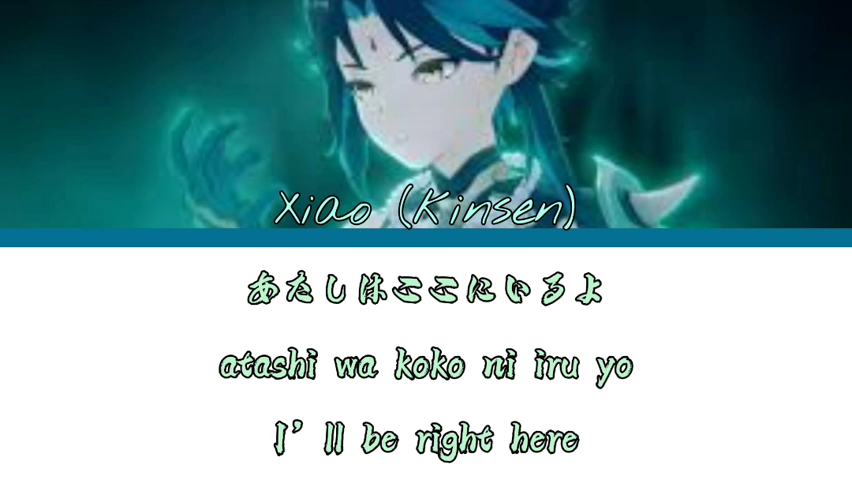 Xiao (Kinsen)
あたしはここにいるよ
atashi wa koko ni iru yo
I'll be right here